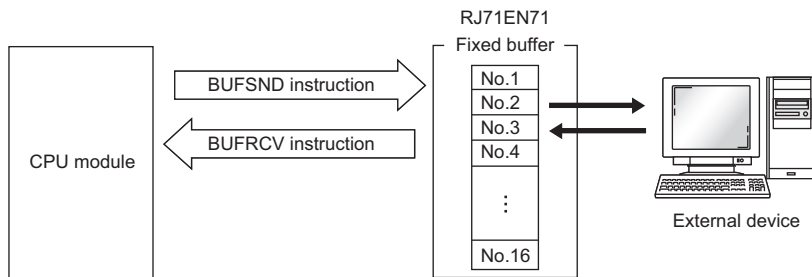 RJ71EN71
Fixed buffer
BUFSND instruction
BUFRCV instruction
CPU module
No.1
No.2
No.3
No.4
⋮
No.16
External device